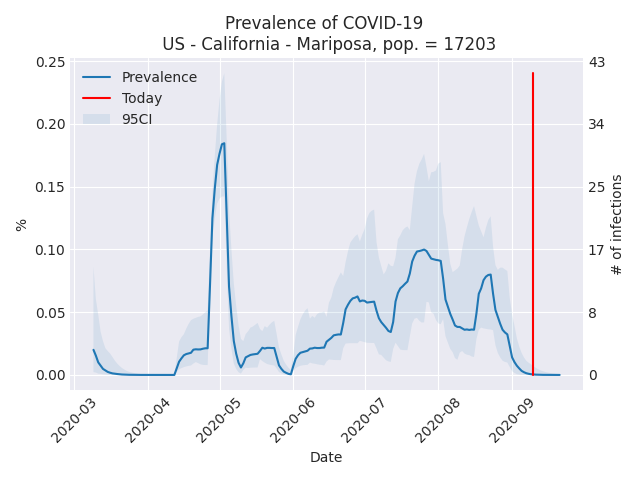 Prevalence of COVID-19
US - California - Mariposa, pop. = 17203
Prevalence
Today
95CI
0.25
0.20
0.15
0.10
0.05
0.00
%
43
34
25
17
8
0
# of infections
2020-03
2020-04
2020-05
2020-06
2020-07
2020-08
2020-09
Date